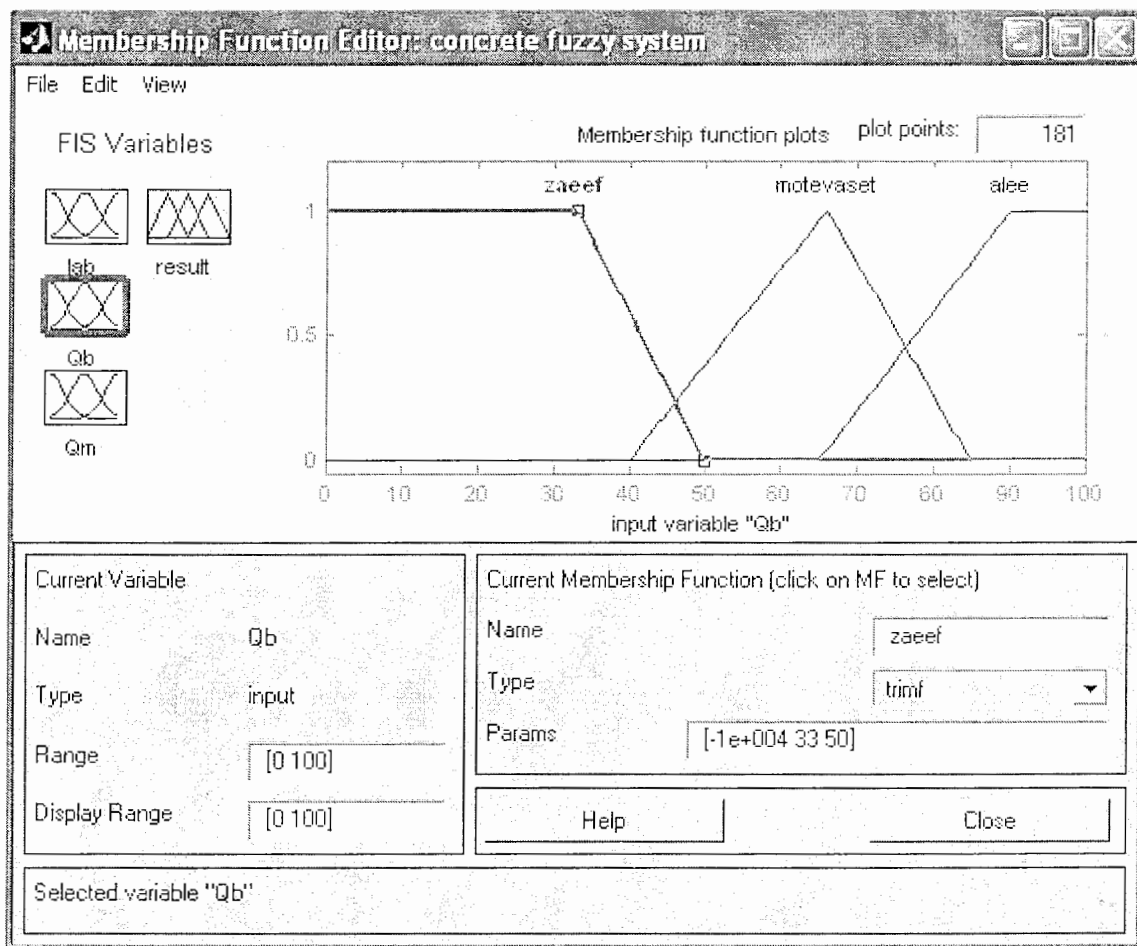 Membership Function Editor: concrete fuzzy system
File Edit View
FIS Variables
Membership function plots plot points: 181
zaeef motevaset alee
lab result
Qb
Qm
1
0.5
0
0 10 20 30 40 50 60 70 80 90 100
input variable "Qb"
Current Variable
Name Qb
Type input
Range [0 100]
Display Range [0 100]
Current Membership Function (click on MF to select)
Name zaeef
Type trimf
Params [-1e+004 33 50]
Help Close
Selected variable "Qb"